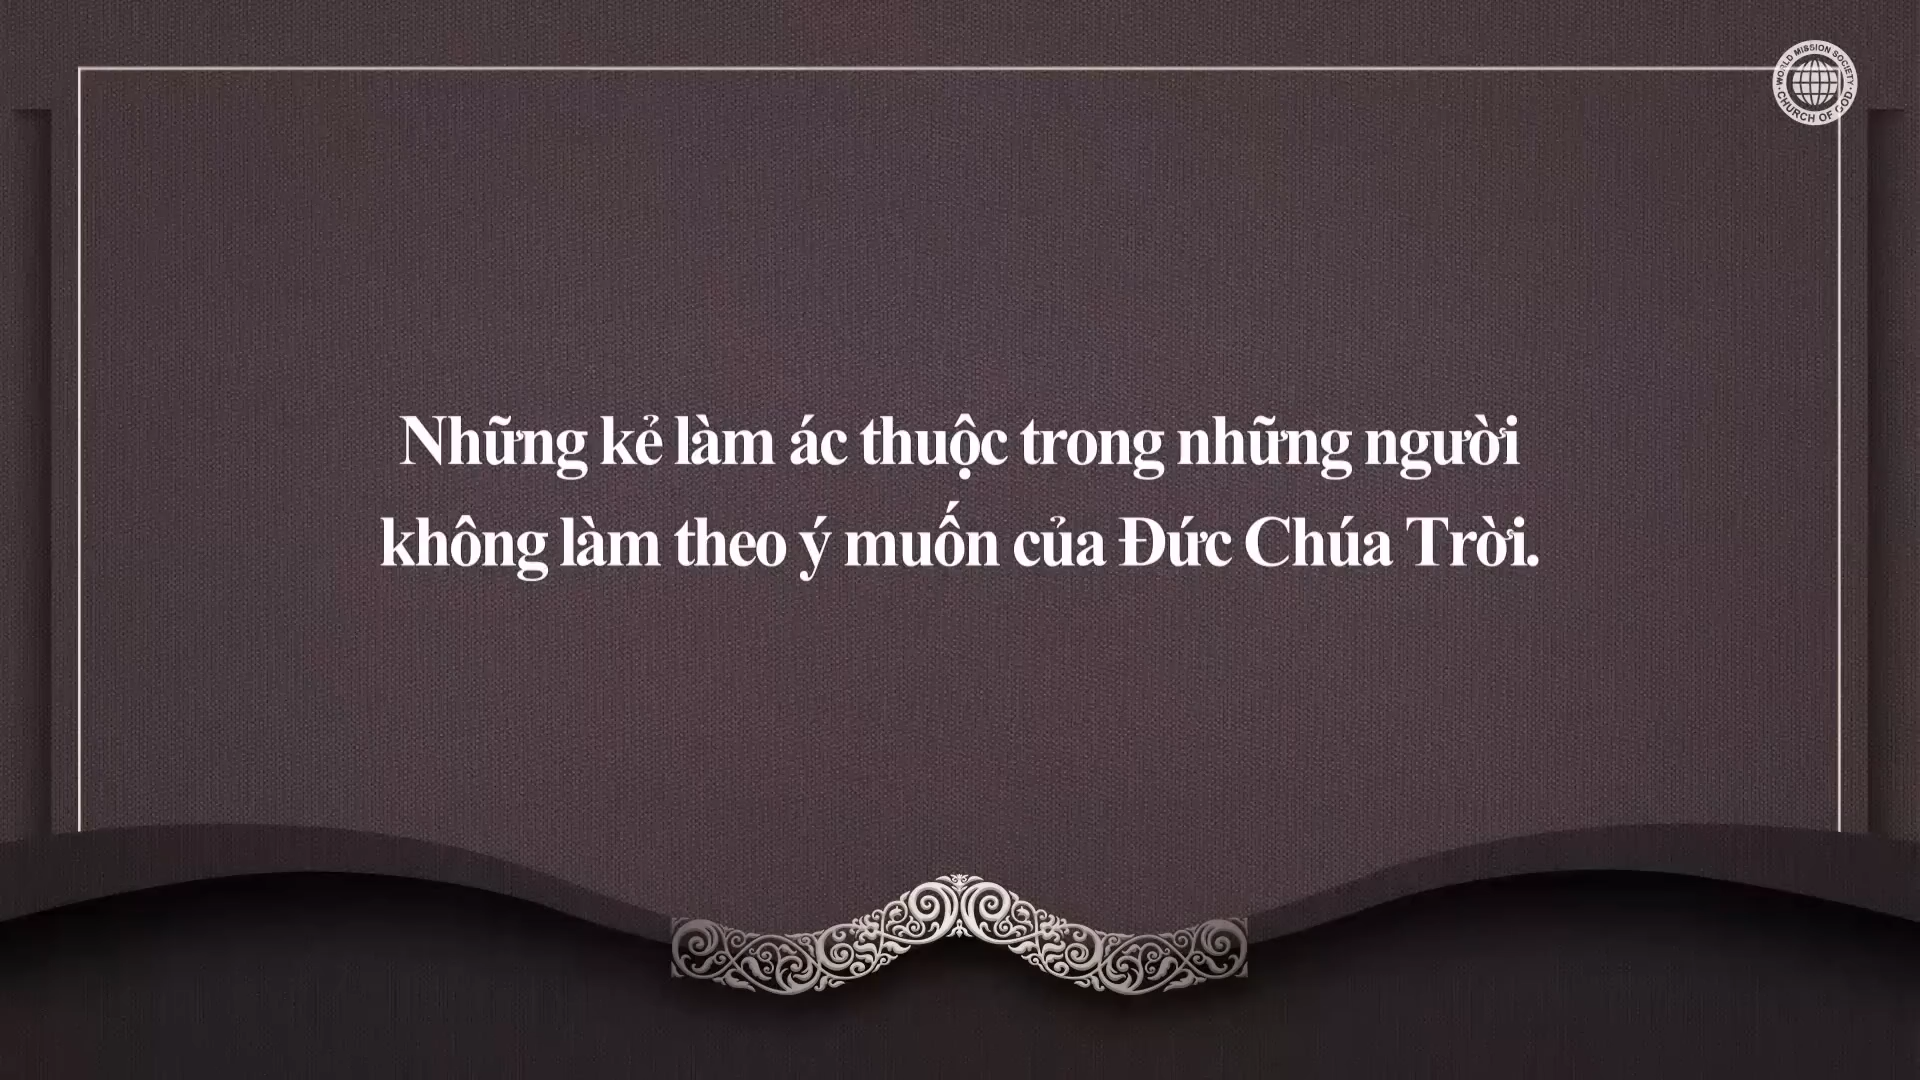 WORLD MISSION SOCIETY
CHURCH OF GOD
Những kẻ làm ác thuộc trong những người
không làm theo ý muốn của Đức Chúa Trời.